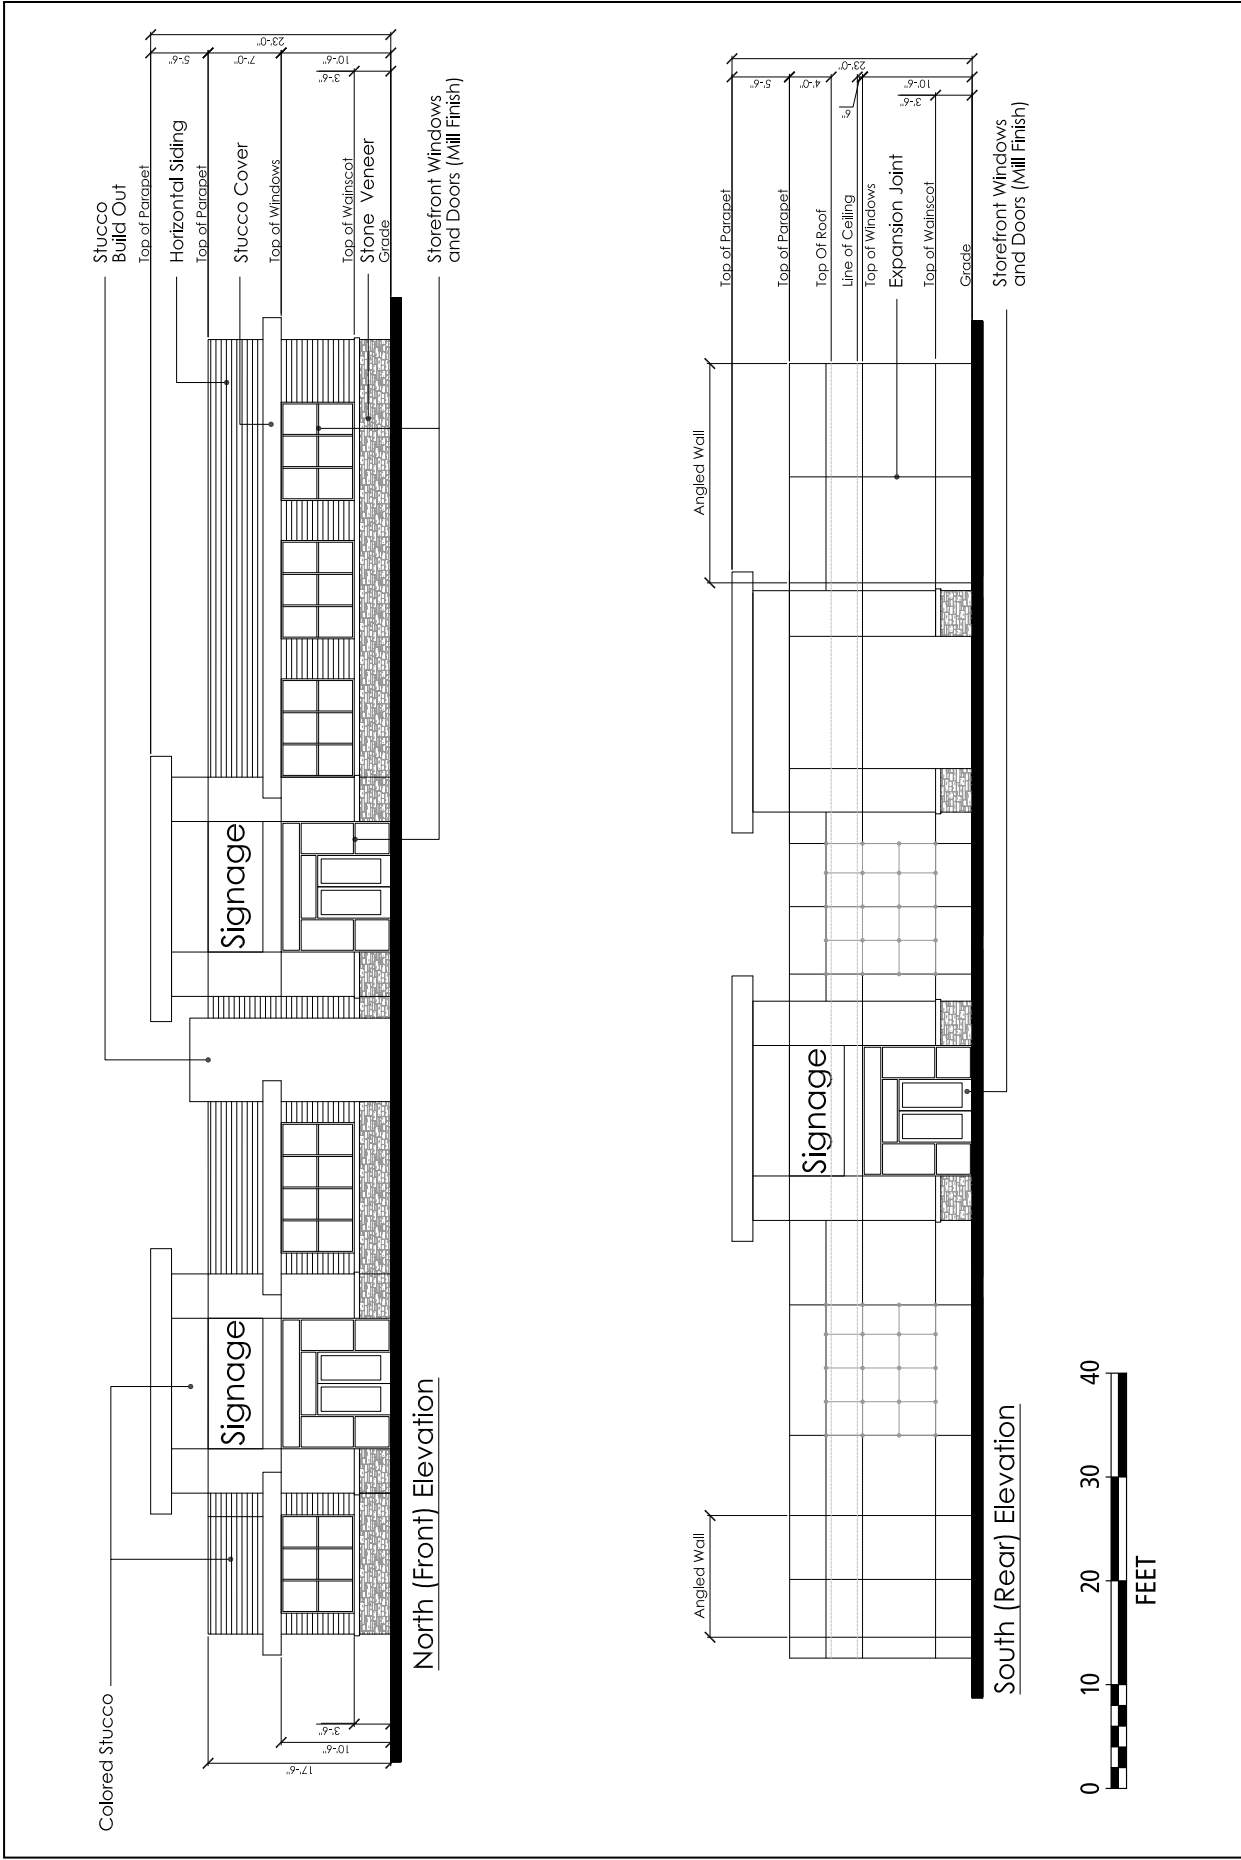 Stucco
Build Out
Top of Parapet
Horizontal Siding
Top of Parapet
Stucco Cover
Top of Windows
Top of Wainscot
Stone Veneer
Grade
Storefront Windows
and Doors (Mill Finish)
23'-0"
5'-6"
7'-0"
10'-6"
3'-6"
Colored Stucco
Signage
Signage
17'-6"
10'-6"
3'-6"
North (Front) Elevation
Top of Parapet
Top of Parapet
Top Of Roof
Line of Ceilling
Top of Windows
Expansion Joint
Top of Wainscot
Grade
Storefront Windows
and Doors (Mill Finish)
23'-0"
5'-6"
4'-0"
6"
10'-6"
3'-6"
Angled Wall
Angled Wall
Signage
South (Rear) Elevation
0 10 20 30 40
FEET